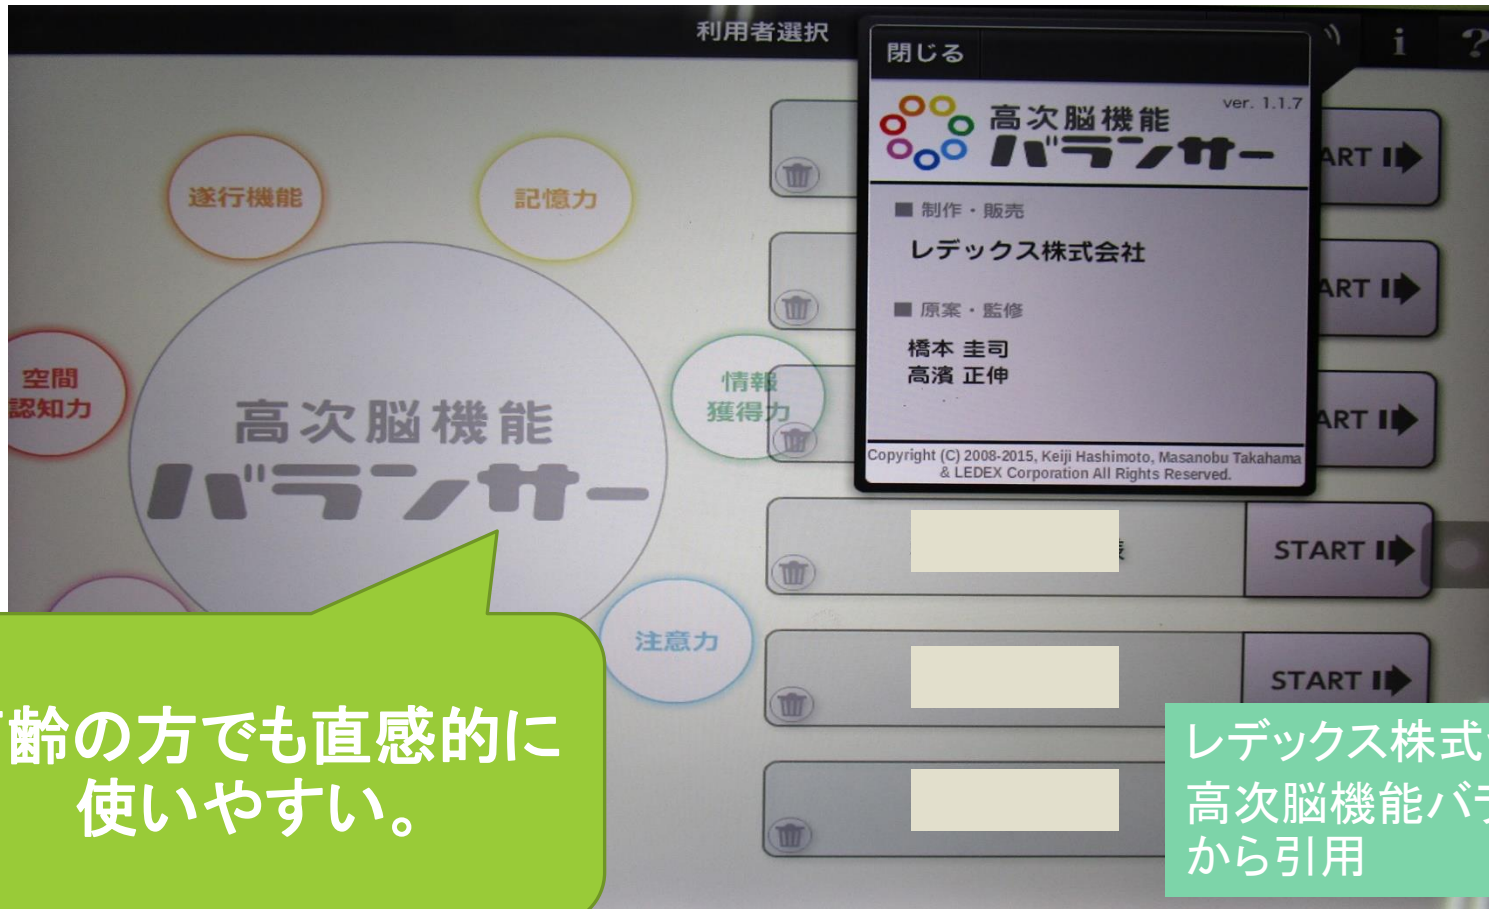 利用者選択
i
?
閉じる
高次脳機能
バランサー
ver. 1.1.7
■ 制作・販売
レデックス株式会社
■ 原案・監修
橋本 圭司
高濱 正伸
Copyright (C) 2008-2015, Keiji Hashimoto, Masanobu Takahama
& LEDEX Corporation All Rights Reserved.
遂行機能
記憶力
空間
認知力
情報
獲得力
注意力
高次脳機能
バランサー
ART
ART
ART
START
START
齢の方でも直感的に
使いやすい。
レデックス株式
高次脳機能バラ
から引用